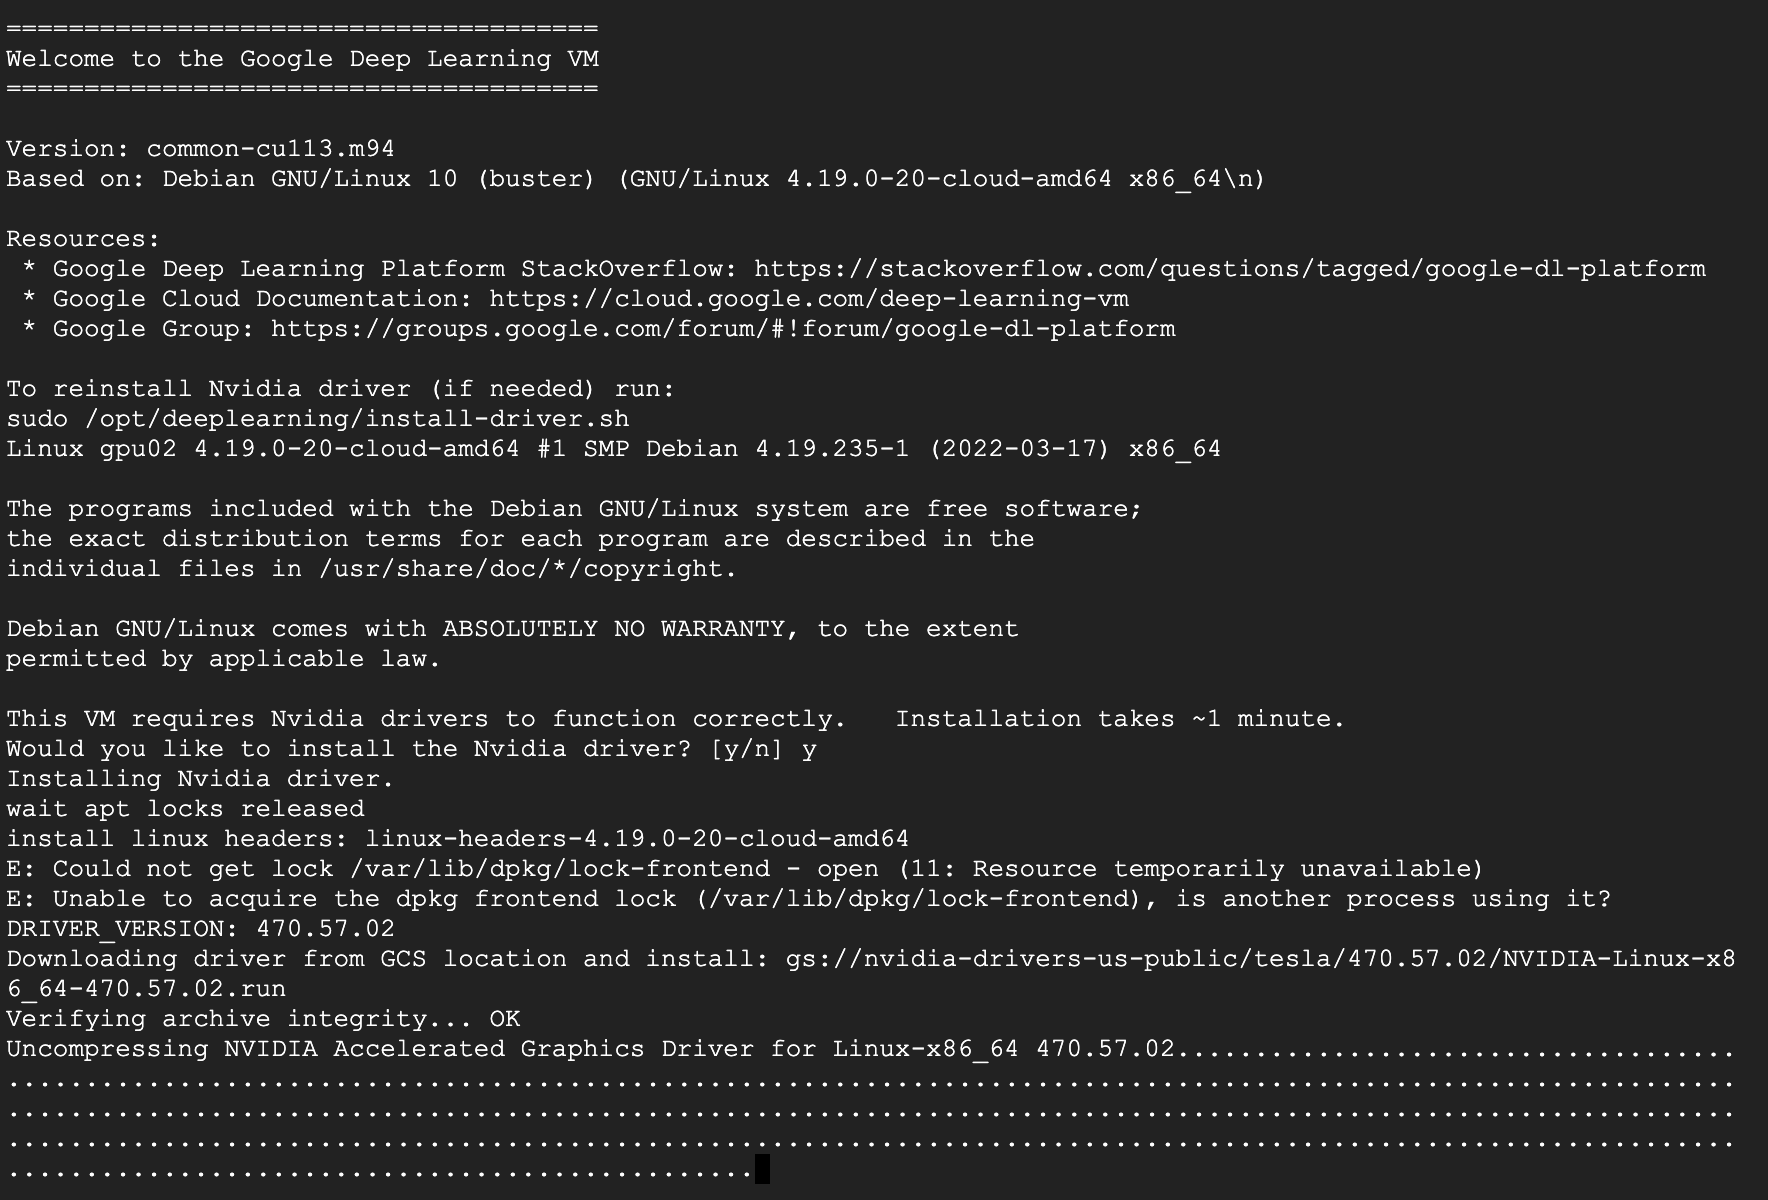 ======================================
Welcome to the Google Deep Learning VM
======================================
Version: common-cu113.m94
Based on: Debian GNU/Linux 10 (buster) (GNU/Linux 4.19.0-20-cloud-amd64 x86_64\n)
Resources:
 * Google Deep Learning Platform StackOverflow: https://stackoverflow.com/questions/tagged/google-dl-platform
 * Google Cloud Documentation: https://cloud.google.com/deep-learning-vm
 * Google Group: https://groups.google.com/forum/#!forum/google-dl-platform
To reinstall Nvidia driver (if needed) run:
sudo /opt/deeplearning/install-driver.sh
Linux gpu02 4.19.0-20-cloud-amd64 #1 SMP Debian 4.19.235-1 (2022-03-17) x86_64
The programs included with the Debian GNU/Linux system are free software;
the exact distribution terms for each program are described in the
individual files in /usr/share/doc/*/copyright.
Debian GNU/Linux comes with ABSOLUTELY NO WARRANTY, to the extent
permitted by applicable law.
This VM requires Nvidia drivers to function correctly.   Installation takes ~1 minute.
Would you like to install the Nvidia driver? [y/n] y
Installing Nvidia driver.
wait apt locks released
install linux headers: linux-headers-4.19.0-20-cloud-amd64
E: Could not get lock /var/lib/dpkg/lock-frontend - open (11: Resource temporarily unavailable)
E: Unable to acquire the dpkg frontend lock (/var/lib/dpkg/lock-frontend), is another process using it?
DRIVER_VERSION: 470.57.02
Downloading driver from GCS location and install: gs://nvidia-drivers-us-public/tesla/470.57.02/NVIDIA-Linux-x8
6_64-470.57.02.run
Verifying archive integrity... OK
Uncompressing NVIDIA Accelerated Graphics Driver for Linux-x86_64 470.57.02....................................
...............................................................................................................
...............................................................................................................
...............................................................................................................
................................................